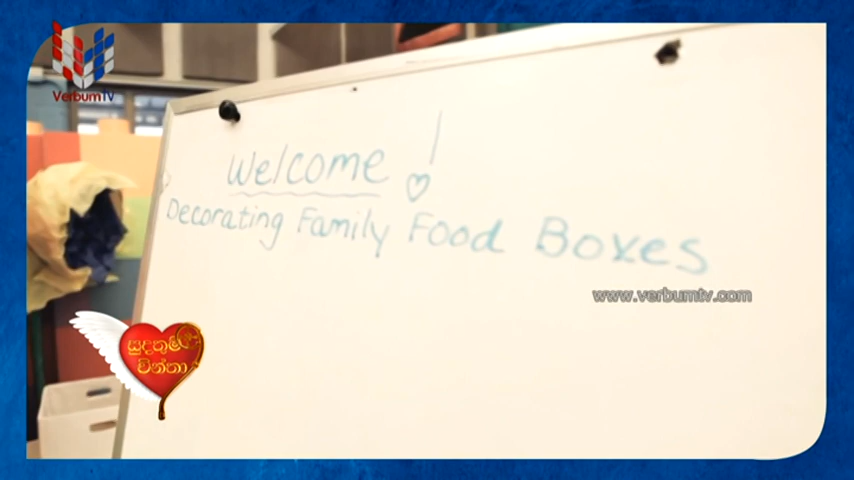 VerbumTV
Welcome!
Decorating Family Food Boxes
www.verbumtv.com
සුදතුමී
චින්තා